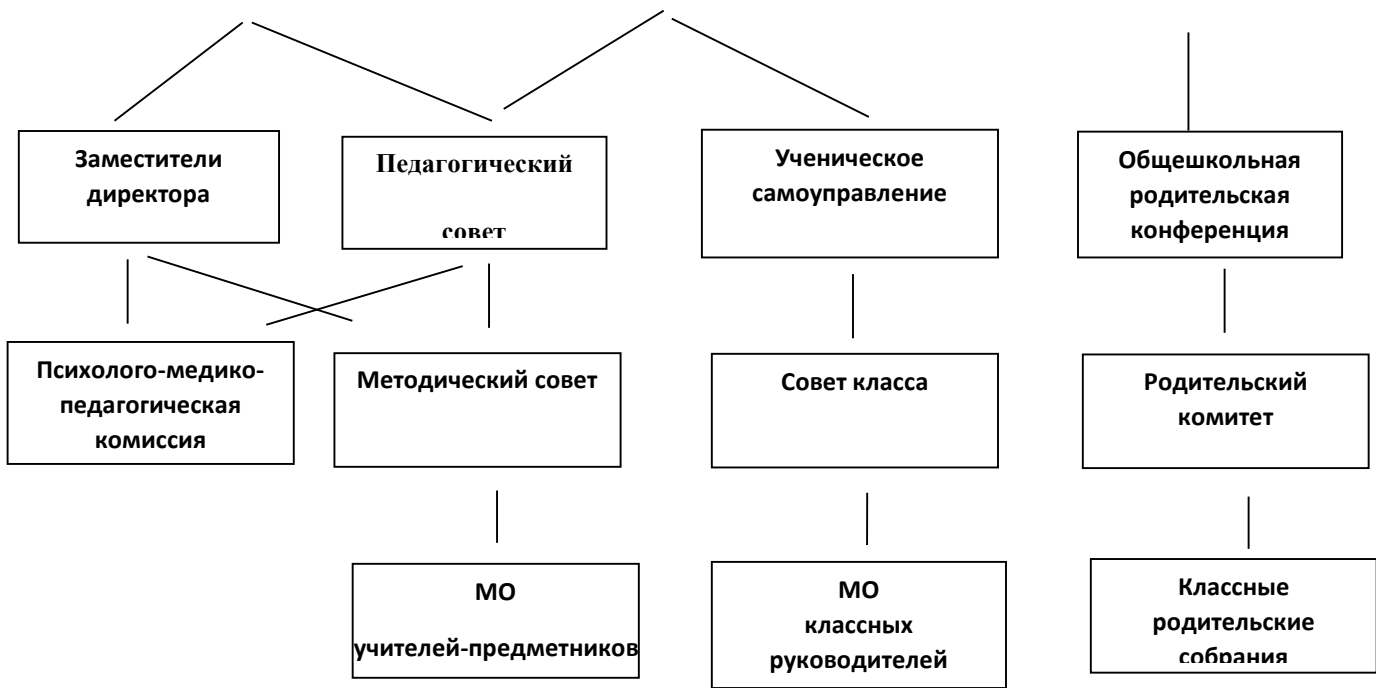 Заместители
директора
Педагогический
совет
Ученическое
самоуправление
Общешкольная
родительская
конференция
Психолого-медико-
педагогическая
комиссия
Методический совет
Совет класса
Родительский
комитет
МО
учителей-предметников
МО
классных
руководителей
Классные
родительские
собрания